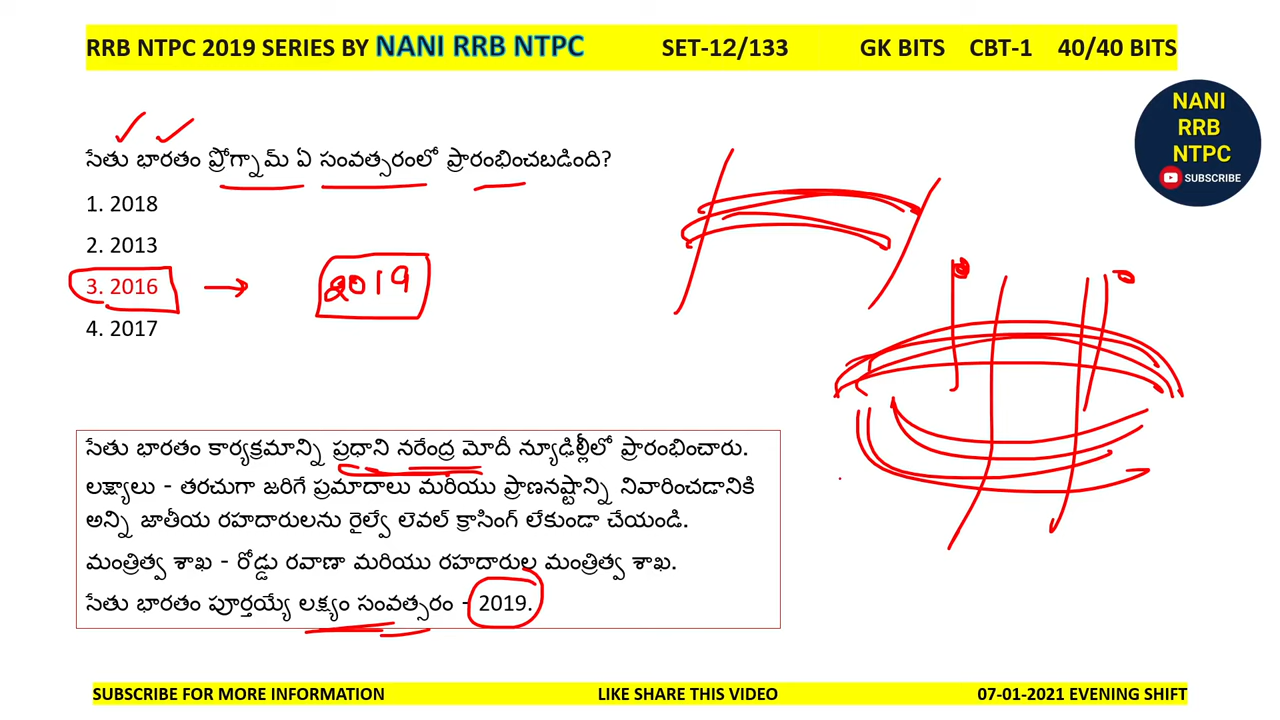 RRB NTPC 2019 SERIES BY NANI RRB NTPC SET-12/133 GK BITS CBT-1 40/40 BITS
NANI
RRB
NTPC
SUBSCRIBE
సేతు భారతం ప్రోగ్నామ్ ఏ సంవత్సరంలో ప్రారంభించబడింది?
1. 2018
2. 2013
3. 2016
2019
4. 2017
సేతు భారతం కార్యక్రమాన్ని ప్రధాని నరేంద్ర మోదీ న్యూఢిల్లీలో ప్రారంభించారు.
లక్ష్యాలు - తరచుగా జరిగే ప్రమాదాలు మరియు ప్రాణనష్టాన్ని నివారించడానికి
అన్ని జాతీయ రహదారులను రైల్వే లెవల్ క్రాసింగ్ లేకుండా చేయండి.
మంత్రిత్వ శాఖ - రోడ్డు రవాణా మరియు రహదారుల మంత్రిత్వ శాఖ.
సేతు భారతం పూర్తయ్యే లక్ష్యం సంవత్సరం - 2019.
SUBSCRIBE FOR MORE INFORMATION LIKE SHARE THIS VIDEO 07-01-2021 EVENING SHIFT